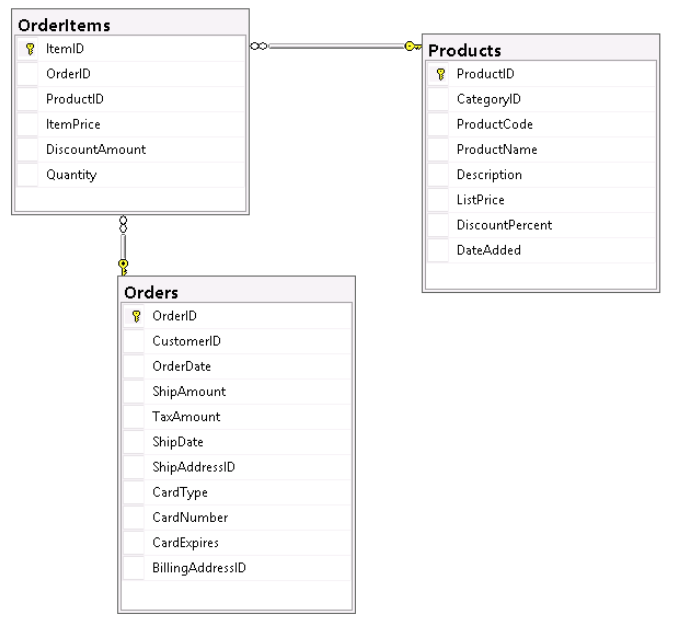 OrderItems
ItemID
OrderID
ProductID
ItemPrice
DiscountAmount
Quantity
Products
ProductID
CategoryID
ProductCode
ProductName
Description
ListPrice
DiscountPercent
DateAdded
Orders
OrderID
CustomerID
OrderDate
ShipAmount
TaxAmount
ShipDate
ShipAddressID
CardType
CardNumber
CardExpires
BillingAddressID